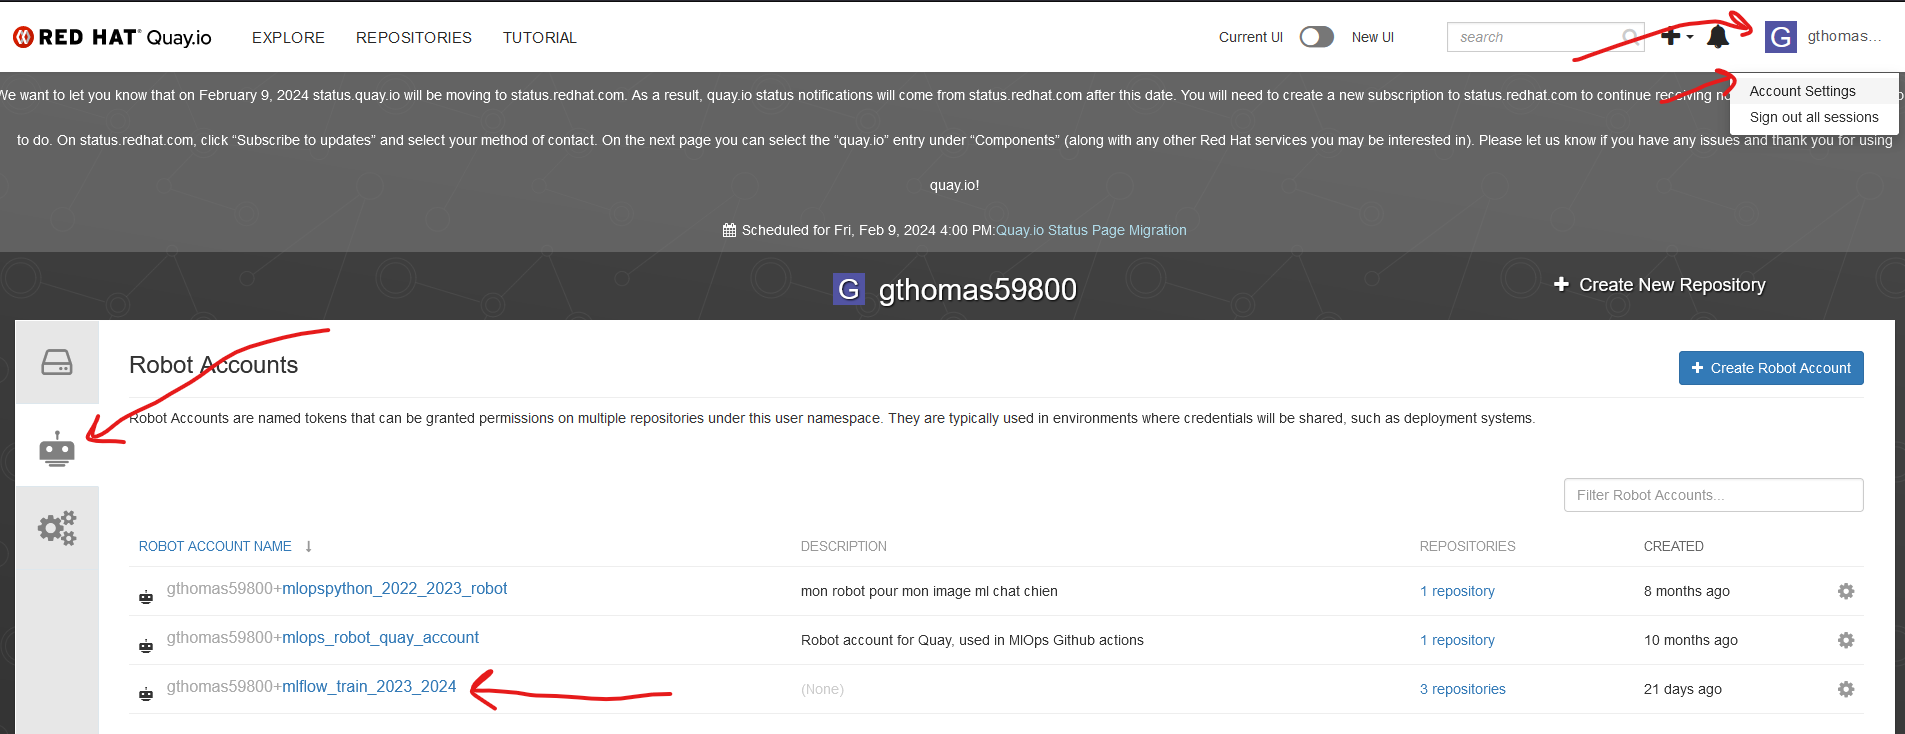 RED HAT Quay.io EXPLORE REPOSITORIES TUTORIAL Current UI New UI search G gthomas...
Account Settings
Sign out all sessions
We want to let you know that on February 9, 2024 status.quay.io will be moving to status.redhat.com. As a result, quay.io status notifications will come from status.redhat.com after this date. You will need to create a new subscription to status.redhat.com to continue receiving
to do. On status.redhat.com, click “Subscribe to updates” and select your method of contact. On the next page you can select the “quay.io” entry under “Components” (along with any other Red Hat services you may be interested in). Please let us know if you have any issues and thank you for using
quay.io!
Scheduled for Fri, Feb 9, 2024 4:00 PM:Quay.io Status Page Migration
G gthomas59800
+ Create New Repository
Robot Accounts
+ Create Robot Account
Robot Accounts are named tokens that can be granted permissions on multiple repositories under this user namespace. They are typically used in environments where credentials will be shared, such as deployment systems.
Filter Robot Accounts...
ROBOT ACCOUNT NAME ↓ DESCRIPTION REPOSITORIES CREATED
gthomas59800+mlopspython_2022_2023_robot mon robot pour mon image ml chat chien 1 repository 8 months ago
gthomas59800+mlops_robot_quay_account Robot account for Quay, used in MlOps Github actions 1 repository 10 months ago
gthomas59800+mlflow_train_2023_2024 (None) 3 repositories 21 days ago